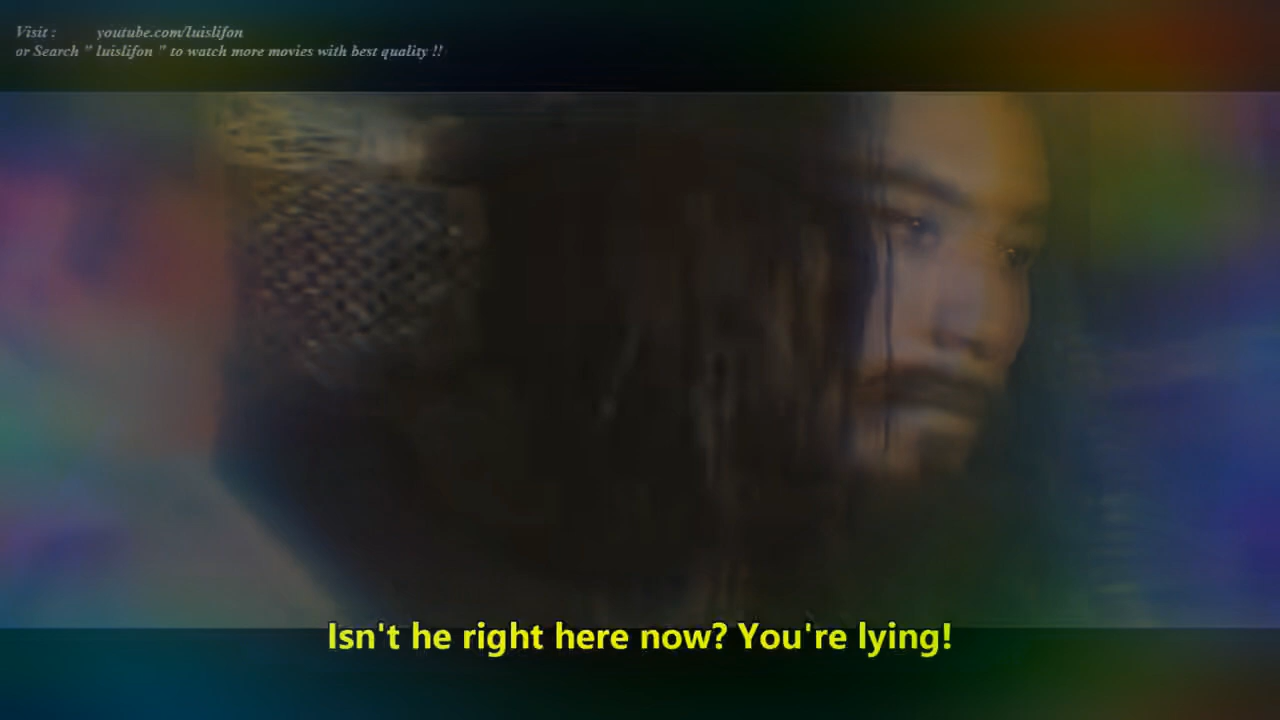 Visit : youtube.com/luislifon
or Search " luislifon " to watch more movies with best quality !!
Isn't he right here now? You're lying!